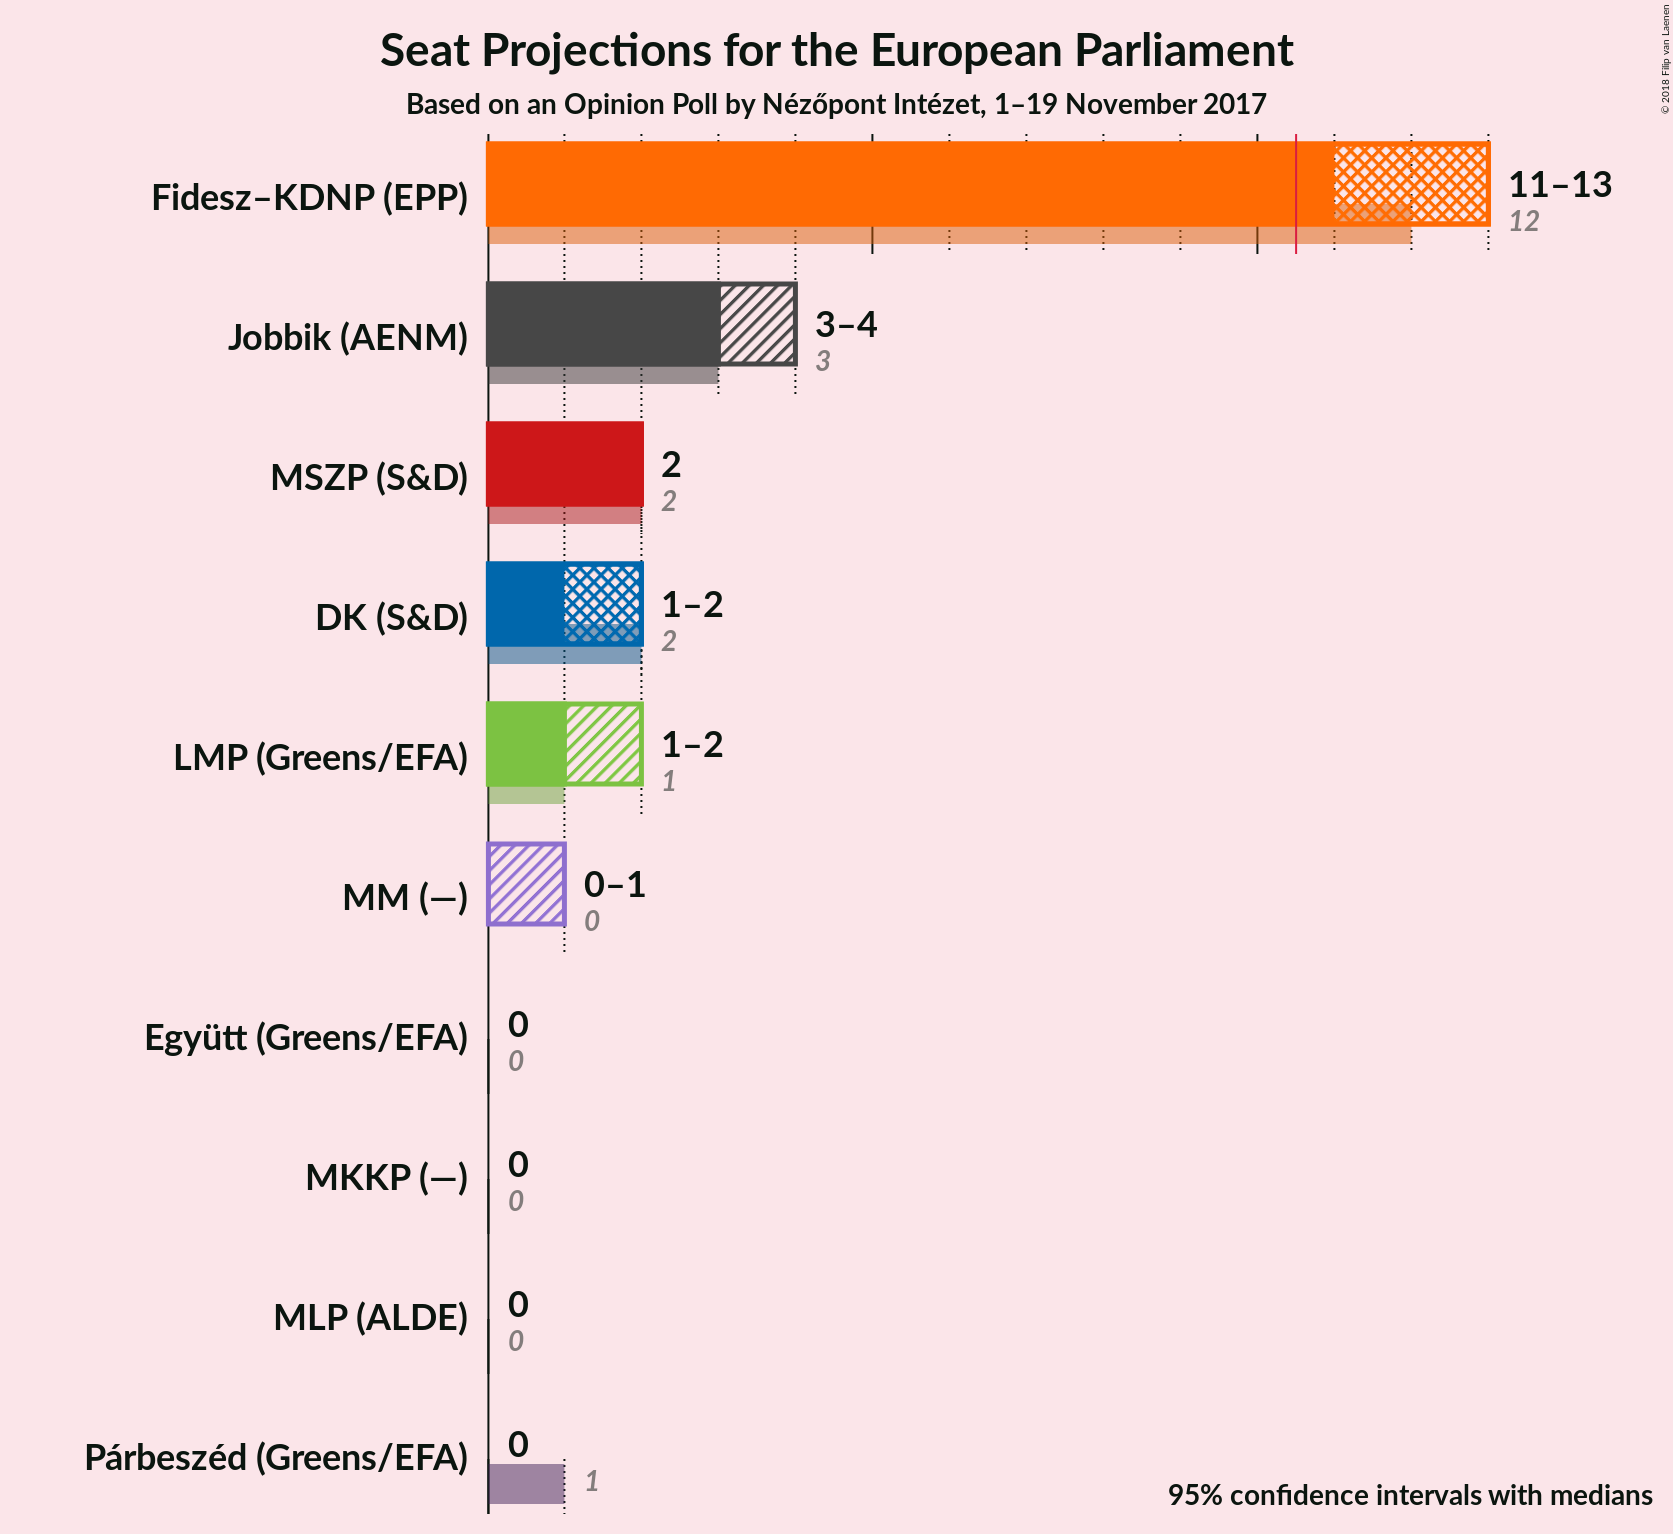 Seat Projections for the European Parliament
Based on an Opinion Poll by Nézőpont Intézet, 1–19 November 2017
© 2018 Filip van Laenen
Fidesz–KDNP (EPP)
11–13
12
Jobbik (AENM)
3–4
3
MSZP (S&D)
2
2
DK (S&D)
1–2
2
LMP (Greens/EFA)
1–2
1
MM (—)
0–1
0
Együtt (Greens/EFA)
0
0
MKKP (—)
0
0
MLP (ALDE)
0
0
Párbeszéd (Greens/EFA)
0
1
95% confidence intervals with medians